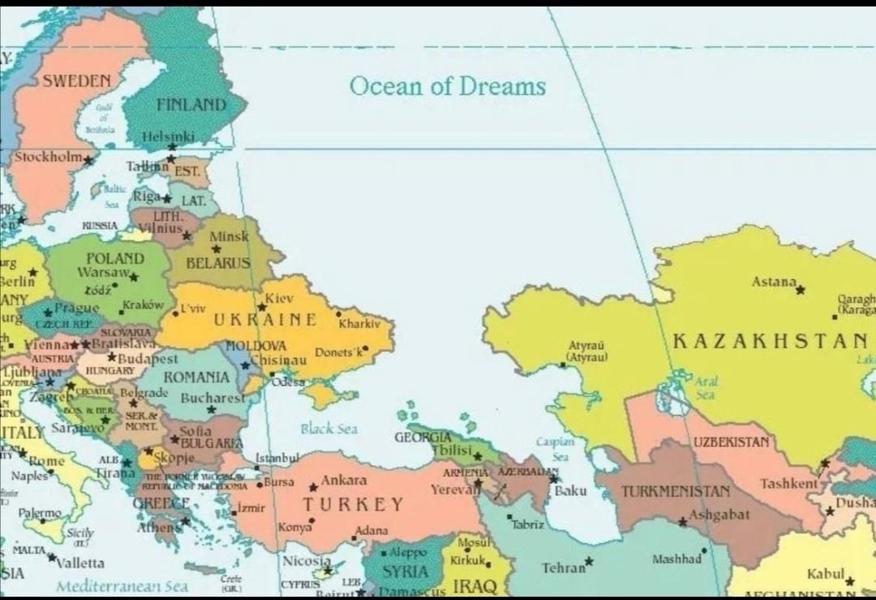 Ocean of Dreams
SWEDEN
FINLAND
Gulf
of
Bothnia
Helsinki
Stockholm
Tallinn
EST.
Baltic
Sea
Riga
LAT.
LITH.
Vilnius
RUSSIA
Minsk
BELARUS
POLAND
Warsaw
Łódź
Berlin
Kraków
Prague
CZECH REP.
L'viv
Kiev
UKRAINE
Kharkiv
Donets'k
SLOVAKIA
Vienna
Bratislava
AUSTRIA
Budapest
HUNGARY
MOLDOVA
Chisinau
Odesa
Ljubljana
Zagreb
CROATIA
ROMANIA
Bucharest
BOS. & HER.
Belgrade
SER. &
MONT.
Sarajevo
Sofia
BULGARIA
Black Sea
ITALY
Rome
Naples
ALB.
Tirana
Skopje
THE FORMER YUGOSLAV
REPUBLIC OF MACEDONIA
GREECE
Athens
Palermo
Sicily
(IT.)
MALTA
Valletta
Mediterranean Sea
Crete
(GR.)
Istanbul
Bursa
Ankara
TURKEY
İzmir
Konya
Adana
Nicosia
CYPRUS
LEB.
Beirut
Aleppo
SYRIA
Damascus
Mosul
Kirkuk
IRAQ
GEORGIA
Tbilisi
ARMENIA
Yerevan
AZERBAIJAN
Baku
Caspian
Sea
Tabrīz
Tehran
Mashhad
Astana
Qaragh
(Karaga
KAZAKHSTAN
Atyraū
(Atyrau)
Aral
Sea
UZBEKISTAN
Tashkent
TURKMENISTAN
Ashgabat
Dusha
Kabul
AFGHANISTAN